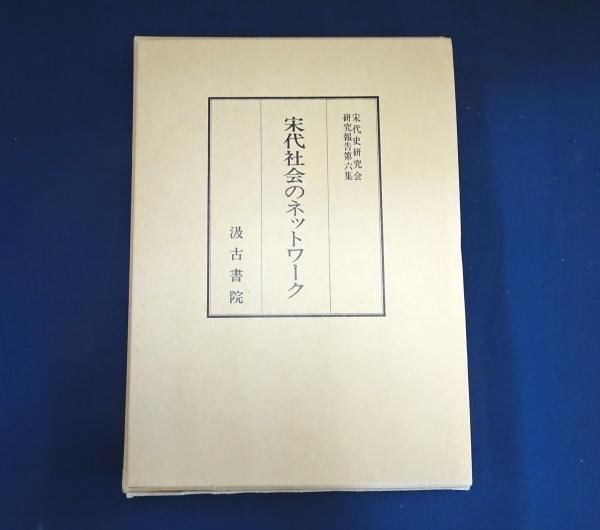 宋代史研究会
研究報告第六集
宋代社会のネットワーク
汲古書院